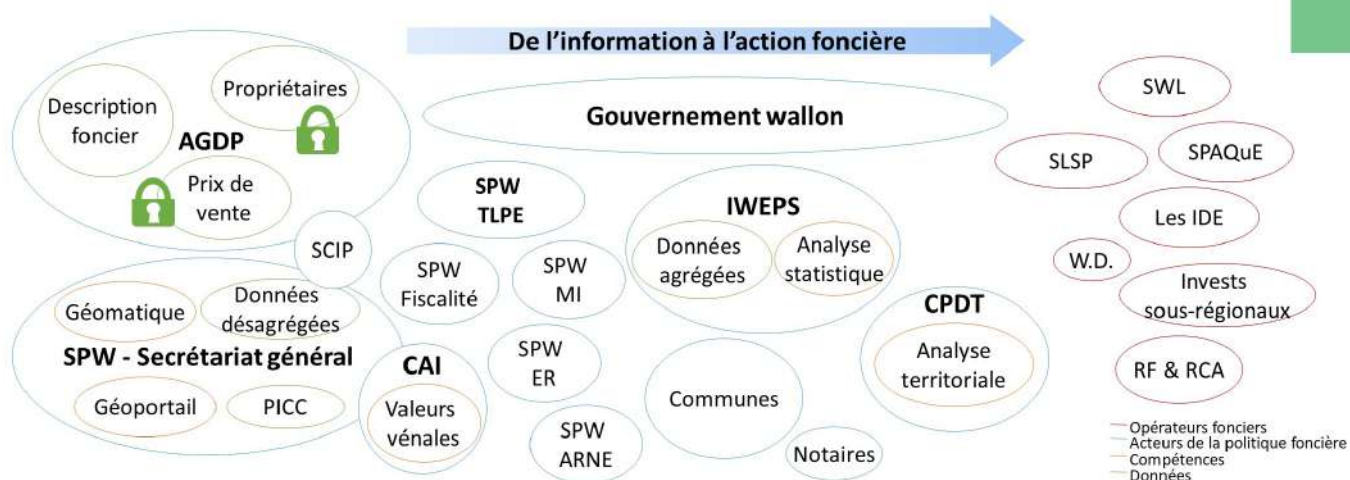 De l'information à l'action foncière
Propriétaires
Description
foncier
AGDP
Prix de
vente
Gouvernement wallon
SWL
SLSP
SPAQuE
Les IDE
W.D.
Invests
sous-régionaux
RF & RCA
SPW
TLPE
IWEPS
Données
agrégées
Analyse
statistique
SCIP
SPW
Fiscalité
SPW
MI
Géomatique
Données
désagrégées
SPW - Secrétariat général
Géoportail
PICC
CAI
Valeurs
vénales
SPW
ER
SPW
ARNE
Communes
Notaires
CPDT
Analyse
territoriale
Opérateurs fonciers
Acteurs de la politique foncière
Compétences
Données